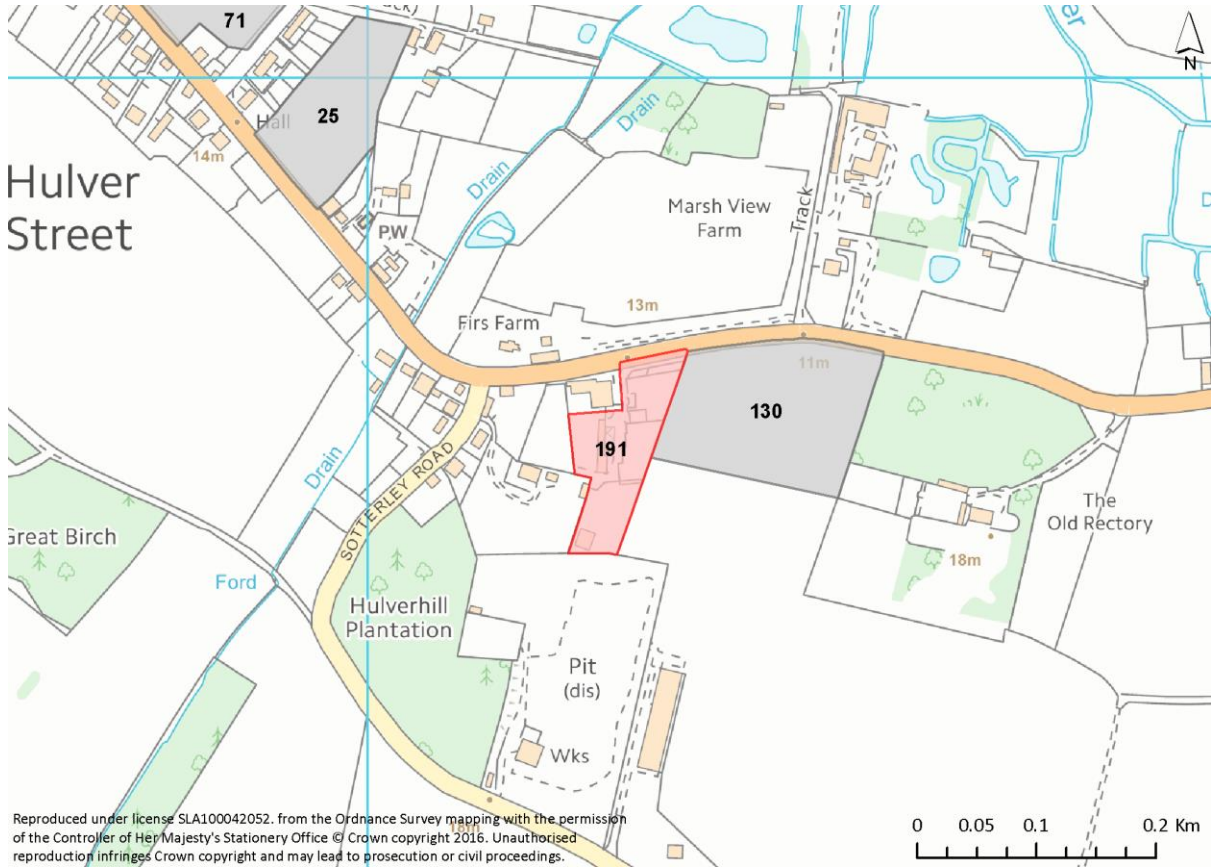 71
er
N
25
Hall
Drain
14m
Hulver
Street
Drain
PW
Marsh View
Farm
Track
13m
Firs Farm
11m
130
191
SOTTERLEY ROAD
Drain
Great Birch
Ford
The
Old Rectory
18m
Hulverhill
Plantation
Pit
(dis)
Wks
18m
Reproduced under license SLA100042052. from the Ordnance Survey mapping with the permission
of the Controller of Her Majesty's Stationery Office © Crown copyright 2016. Unauthorised
reproduction infringes Crown copyright and may lead to prosecution or civil proceedings.
0 0.05 0.1 0.2 Km